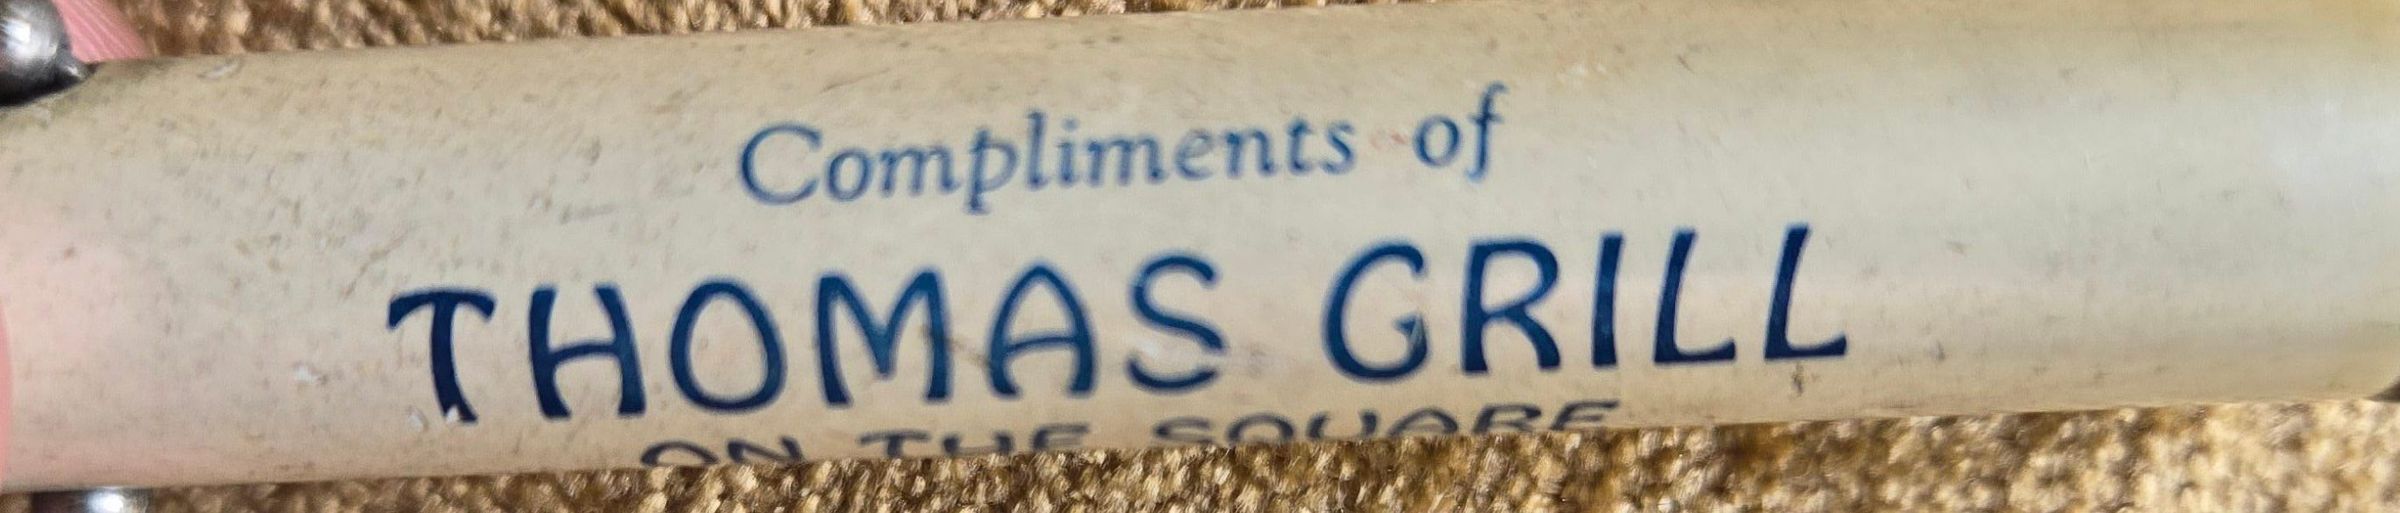 Compliments of
THOMAS GRILL
ON THE SQUARE